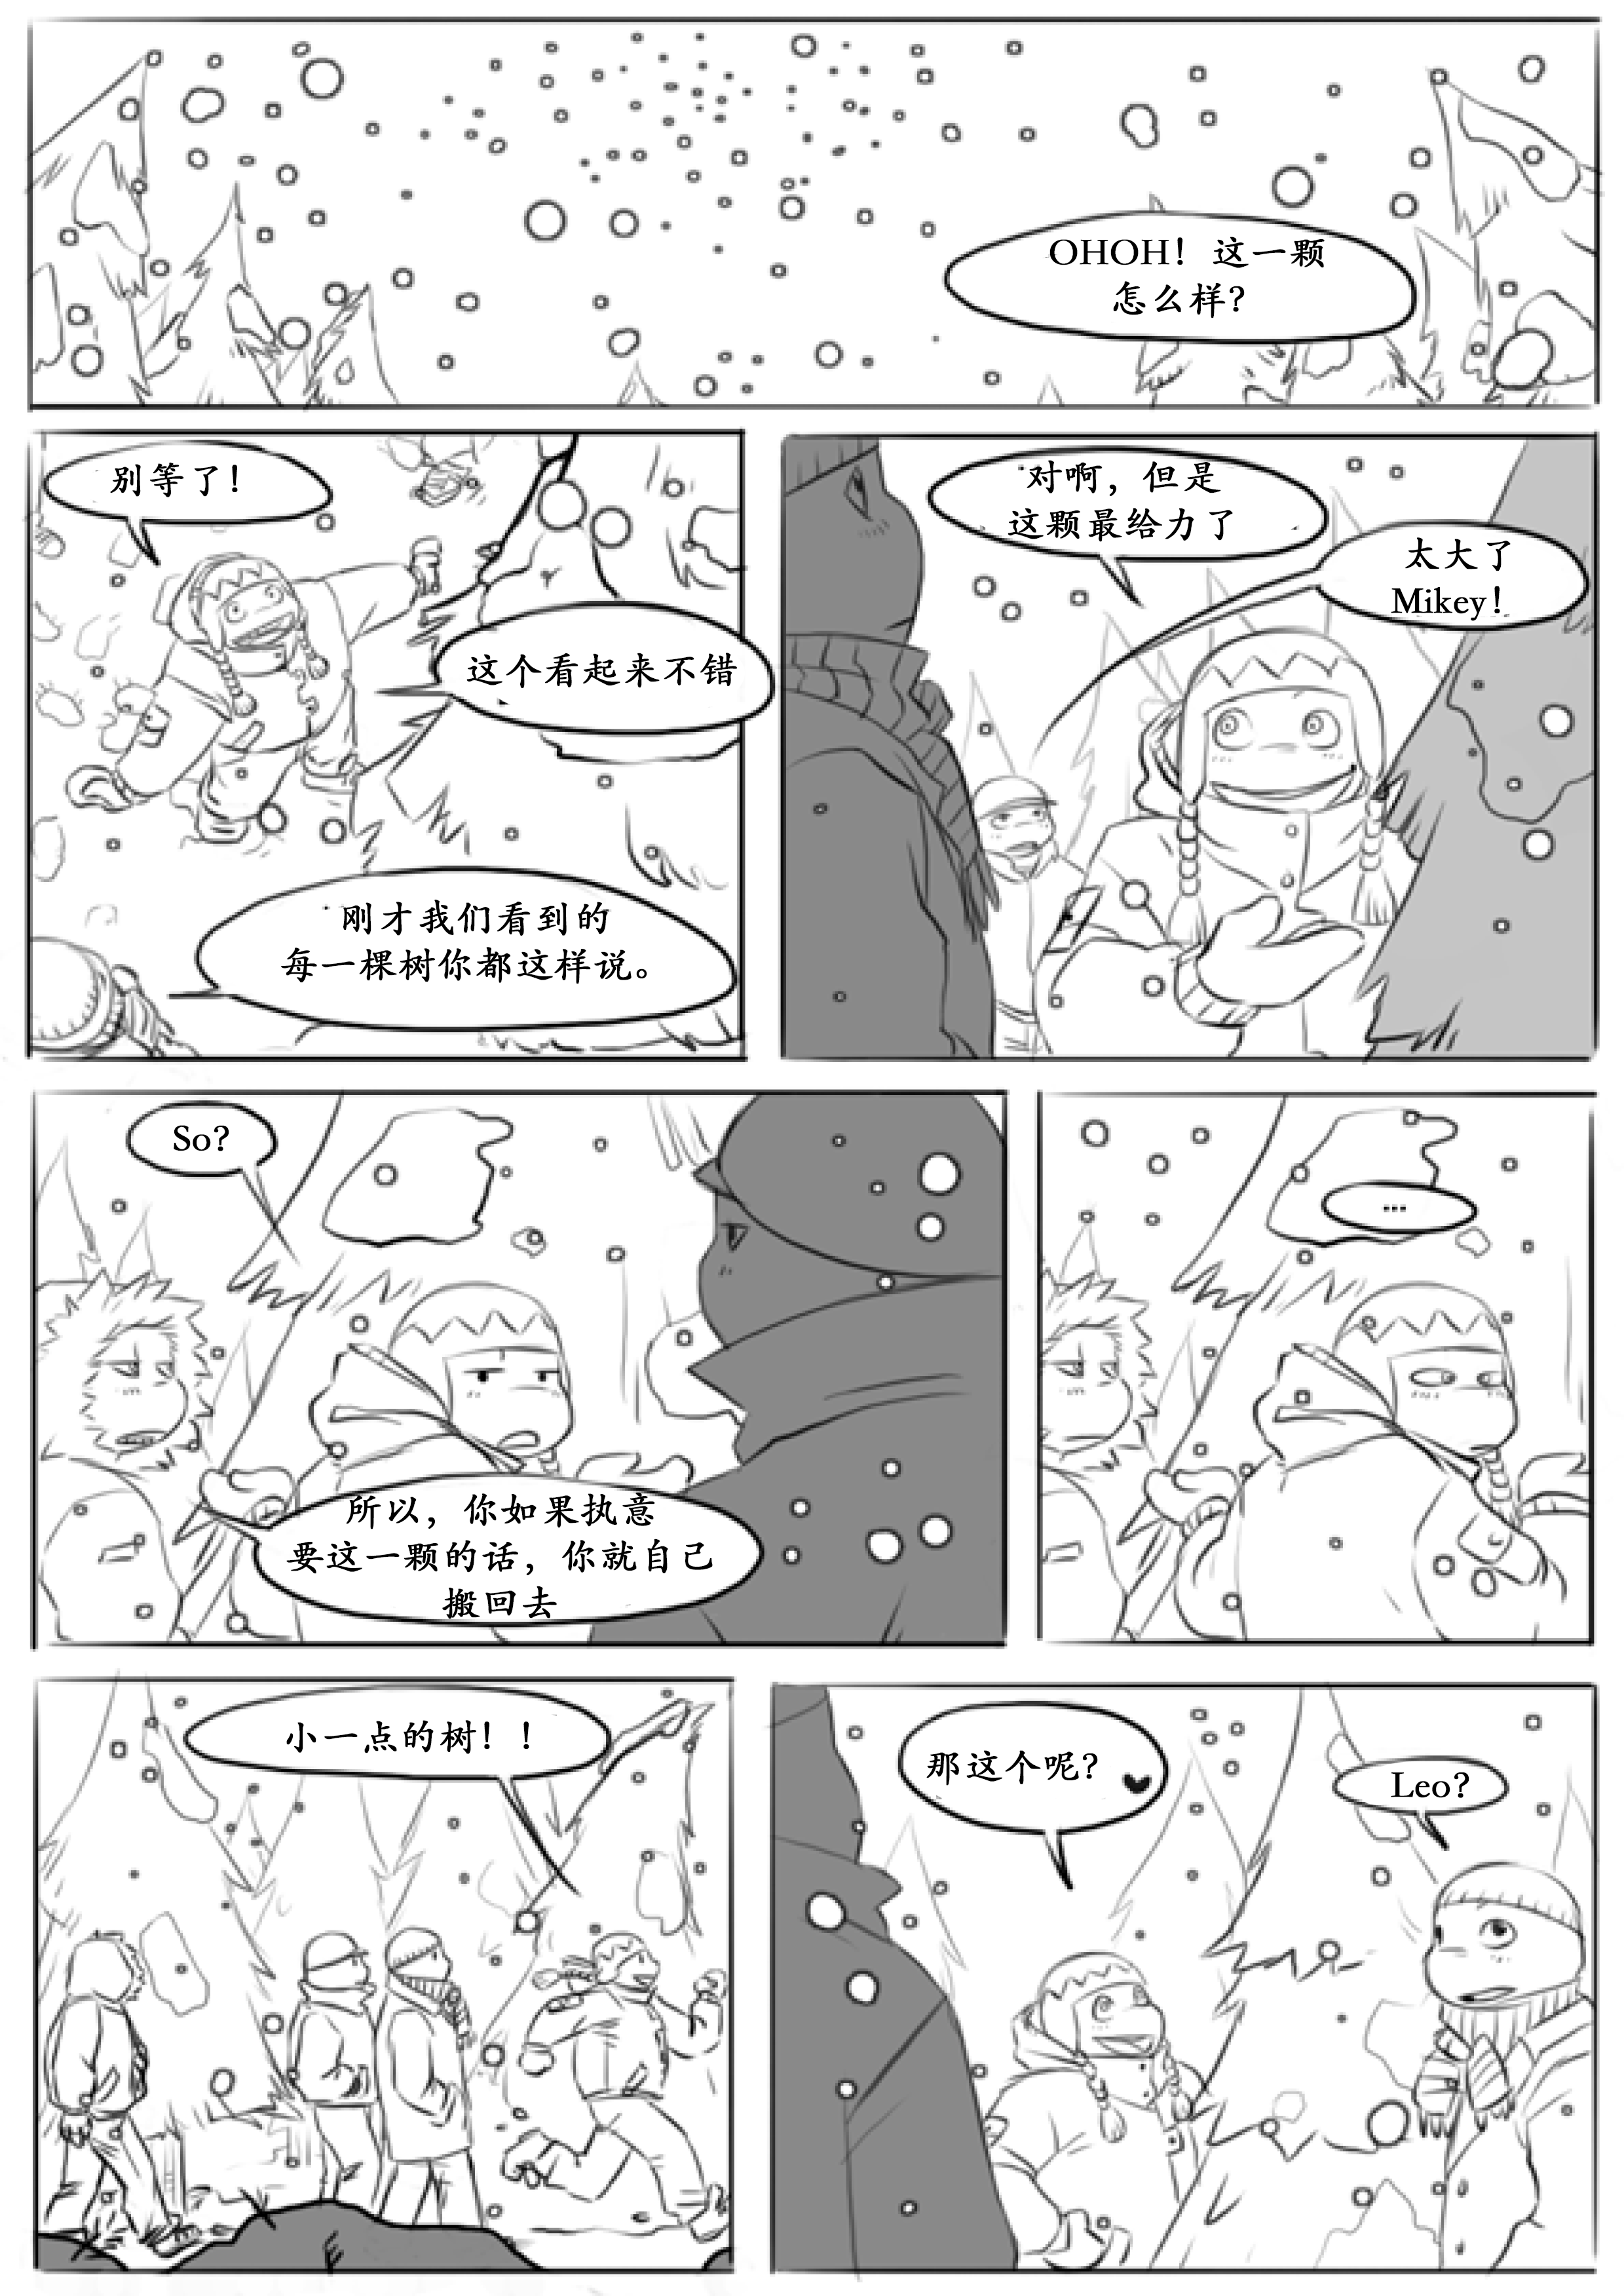 OHOH！这一颗
怎么样？
别等了！
这个看起来不错
刚才我们看到的
每一棵树你都这样说。
对啊，但是
这颗最给力了
太大了
Mikey！
So？
所以，你如果执意
要这一颗的话，你就自己
搬回去
...
小一点的树！！
那这个呢？
Leo？